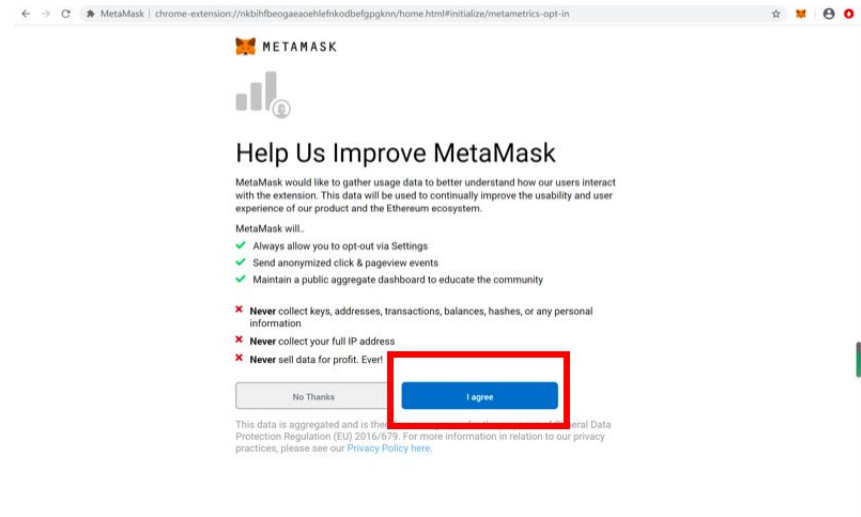 MetaMask | chrome-extension://nkbihfbeogaeaoehlefnkodbefgpgknn/home.html#initialize/metametrics-opt-in
METAMASK
Help Us Improve MetaMask
MetaMask would like to gather usage data to better understand how our users interact
with the extension. This data will be used to continually improve the usability and user
experience of our product and the Ethereum ecosystem.
MetaMask will..
Always allow you to opt-out via Settings
Send anonymized click & pageview events
Maintain a public aggregate dashboard to educate the community
Never collect keys, addresses, transactions, balances, hashes, or any personal
information
Never collect your full IP address
Never sell data for profit. Ever!
No Thanks
I agree
This data is aggregated and is General Data
Protection Regulation (EU) 2016/679. For more information in relation to our privacy
practices, please see our Privacy Policy here.